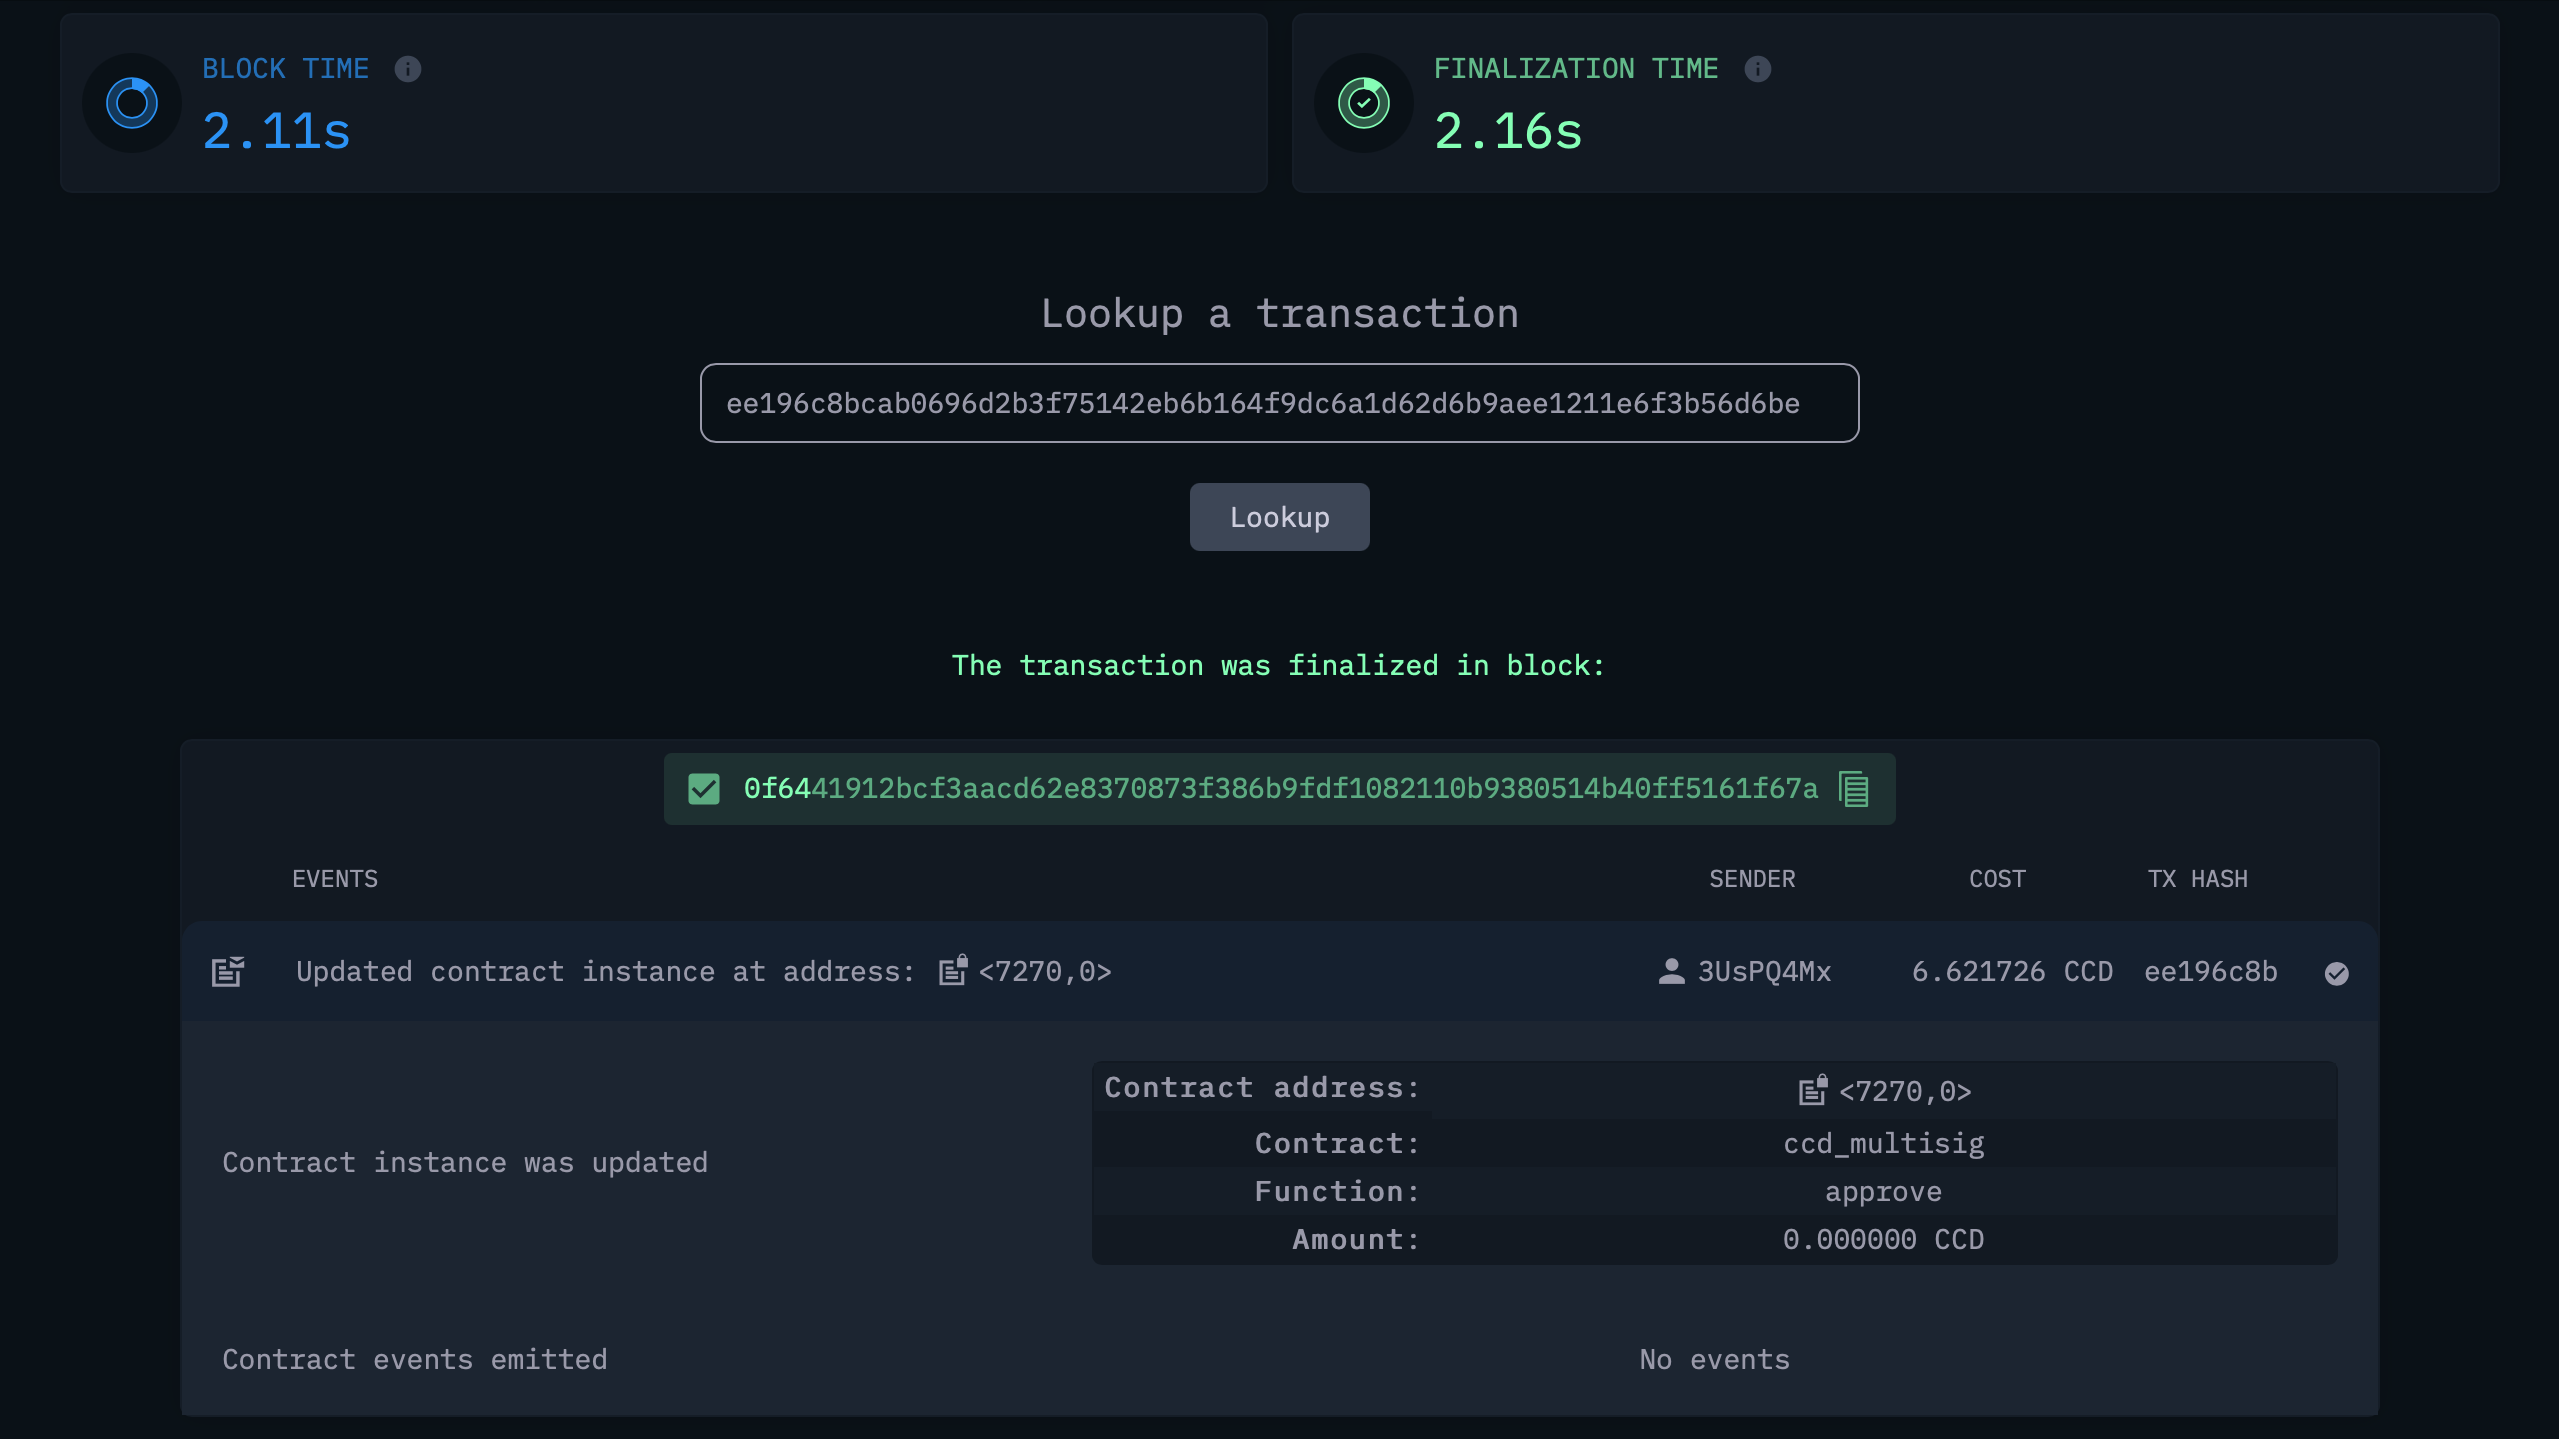 BLOCK TIME
2.11s
FINALIZATION TIME
2.16s
Lookup a transaction
ee196c8bcab0696d2b3f75142eb6b164f9dc6a1d62d6b9aee1211e6f3b56d6be
Lookup
The transaction was finalized in block:
0f6441912bcf3aacd62e8370873f386b9fdf1082110b9380514b40ff5161f67a
EVENTS SENDER COST TX HASH
Updated contract instance at address: <7270,0> 3UsPQ4Mx 6.621726 CCD ee196c8b
Contract instance was updated
Contract address: <7270,0>
Contract: ccd_multisig
Function: approve
Amount: 0.000000 CCD
Contract events emitted No events